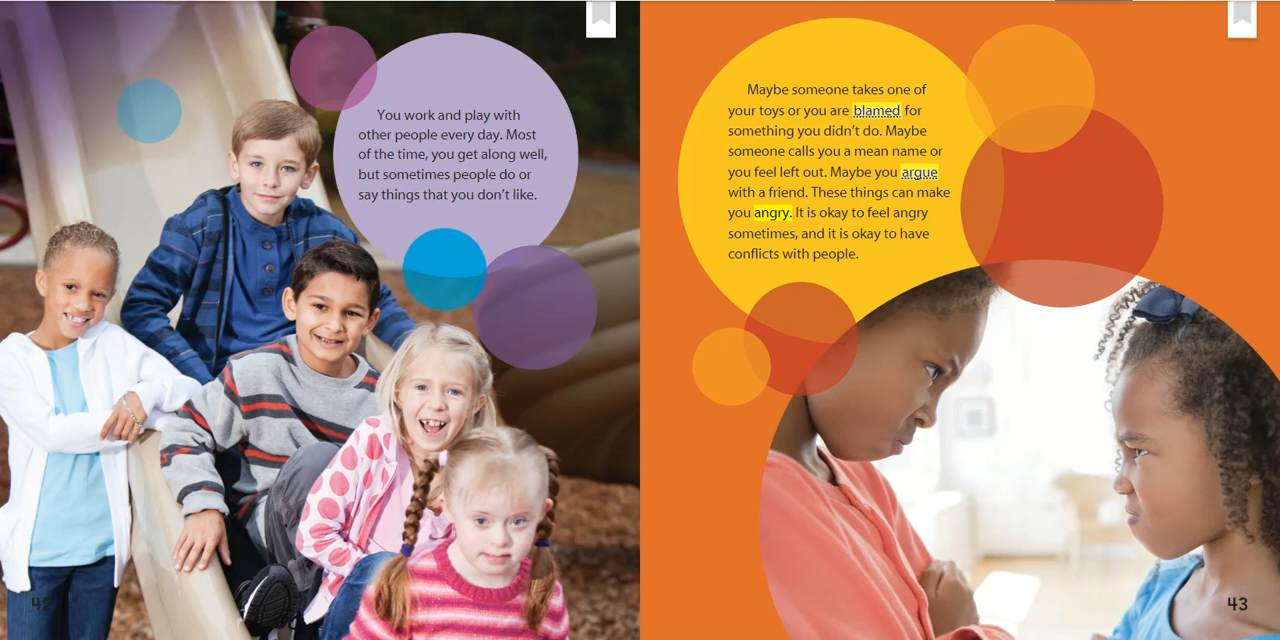 You work and play with
other people every day. Most
of the time, you get along well,
but sometimes people do or
say things that you don’t like.
42
Maybe someone takes one of
your toys or you are blamed for
something you didn’t do. Maybe
someone calls you a mean name or
you feel left out. Maybe you argue
with a friend. These things can make
you angry. It is okay to feel angry
sometimes, and it is okay to have
conflicts with people.
43